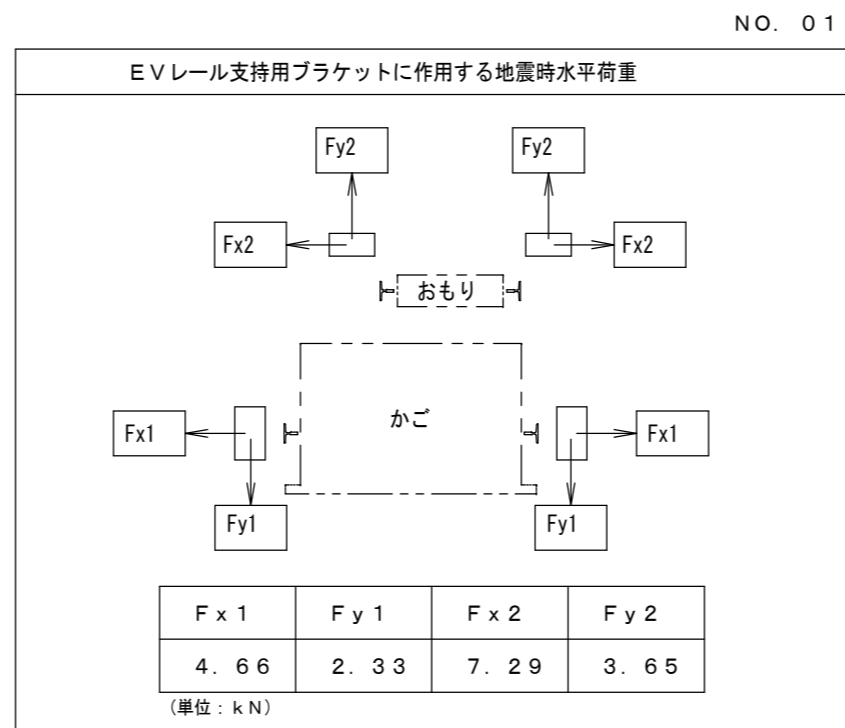 NO. 01
EVレール支持用ブラケットに作用する地震時水平荷重
Fy2 Fy2
Fx2 Fx2
おもり
かご
Fx1 Fx1
Fy1 Fy1
Fx1 Fy1 Fx2 Fy2
4.66 2.33 7.29 3.65
(単位:kN)